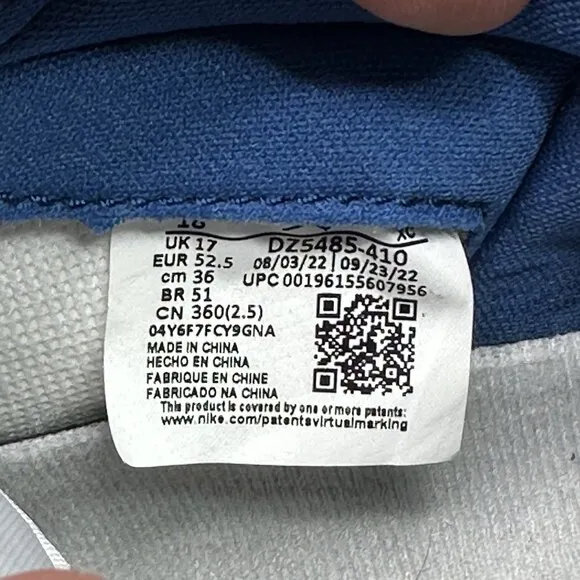 18 XC
UK 17 DZ5485-410
EUR 52.5 08/03/22 | 09/23/22
cm 36 UPC 00196155607956
BR 51
CN 360(2.5)
04Y6F7FCY9GNA
MADE IN CHINA
HECHO EN CHINA
FABRIQUE EN CHINE
FABRICADO NA CHINA
This product is covered by one or more patents:
www.nike.com/patentsvirtualmarking